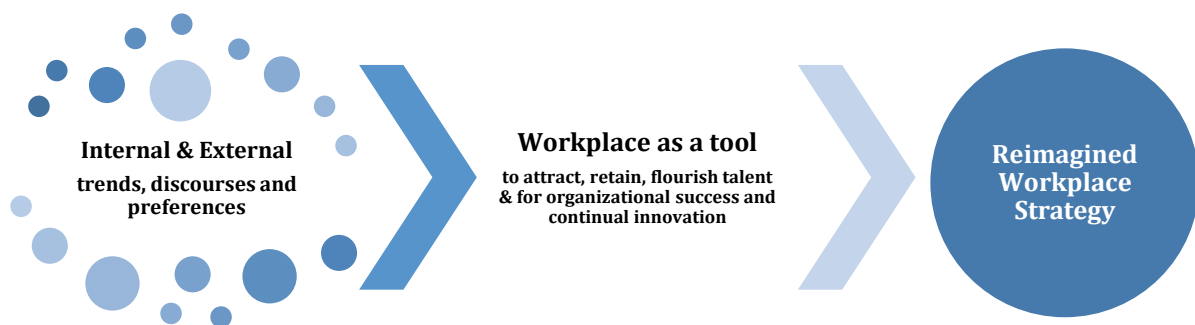 Internal & External
trends, discourses and
preferences
Workplace as a tool
to attract, retain, flourish talent
& for organizational success and
continual innovation
Reimagined
Workplace
Strategy